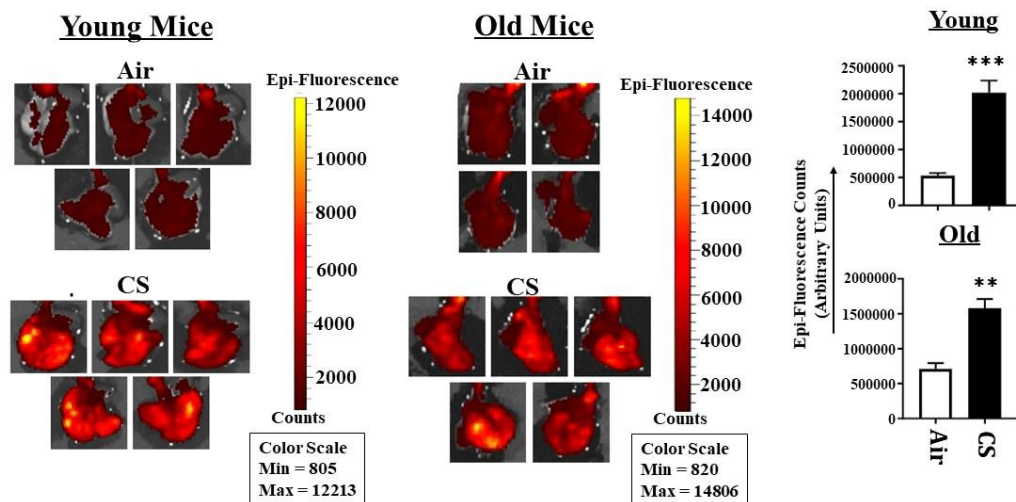 Young Mice
Air
CS
Epi-Fluorescence
12000
10000
8000
6000
4000
2000
Counts
Color Scale
Min = 805
Max = 12213
Old Mice
Air
CS
Epi-Fluorescence
14000
12000
10000
8000
6000
4000
2000
Counts
Color Scale
Min = 820
Max = 14806
Epi-Fluorescence Counts
(Arbitrary Units)
Young
***
2500000
2000000
1500000
1000000
500000
0
Old
**
2000000
1500000
1000000
500000
0
Air
CS